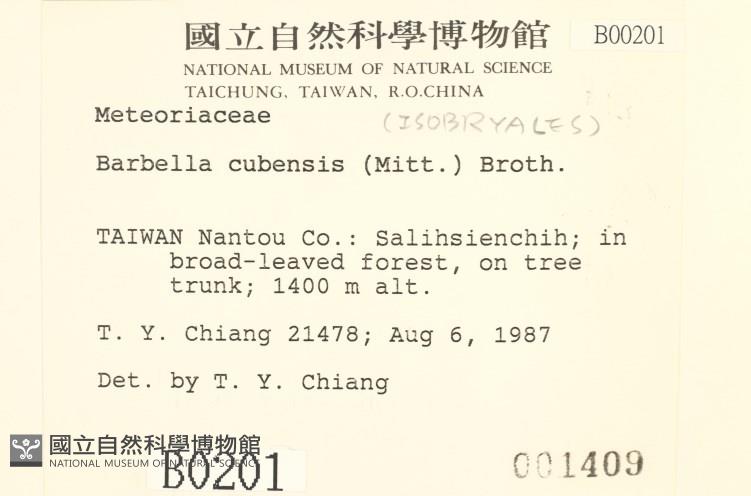 國立自然科學博物館
B00201
NATIONAL MUSEUM OF NATURAL SCIENCE
TAICHUNG, TAIWAN, R.O.CHINA
Meteoriaceae
(ISOBRYALES)
Barbella cubensis (Mitt.) Broth.
TAIWAN Nantou Co.: Salihsienchih; in
broad-leaved forest, on tree
trunk; 1400 m alt.
T. Y. Chiang 21478; Aug 6, 1987
Det. by T. Y. Chiang
國立自然科學博物館
NATIONAL MUSEUM OF NATURAL SCIENCE
B0201
001409